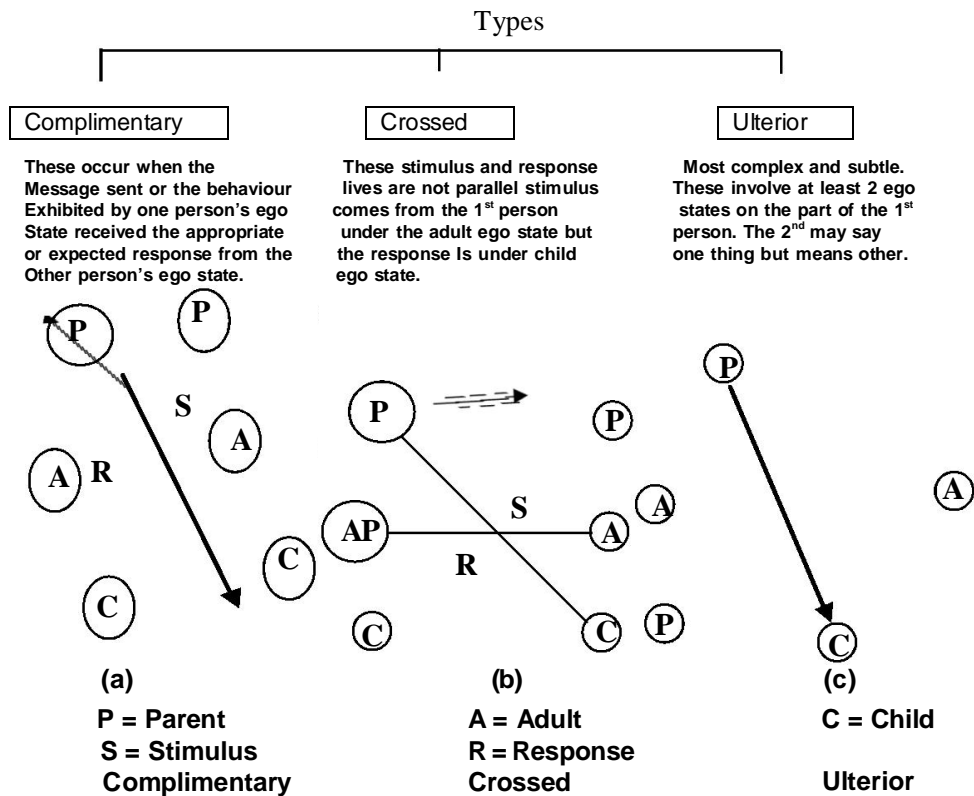 Types
Complimentary
Crossed
Ulterior
These occur when the
Message sent or the behaviour
Exhibited by one person's ego
State received the appropriate
or expected response from the
Other person's ego state.
These stimulus and response
lives are not parallel stimulus
comes from the 1st person
under the adult ego state but
the response Is under child
ego state.
Most complex and subtle.
These involve at least 2 ego
states on the part of the 1st
person. The 2nd may say
one thing but means other.
P
P
S
A
A
R
C
C
P
P
S
A
AP
A
R
C
C
P
P
A
C
(a)
(b)
(c)
P = Parent
A = Adult
C = Child
S = Stimulus
R = Response
Complimentary
Crossed
Ulterior